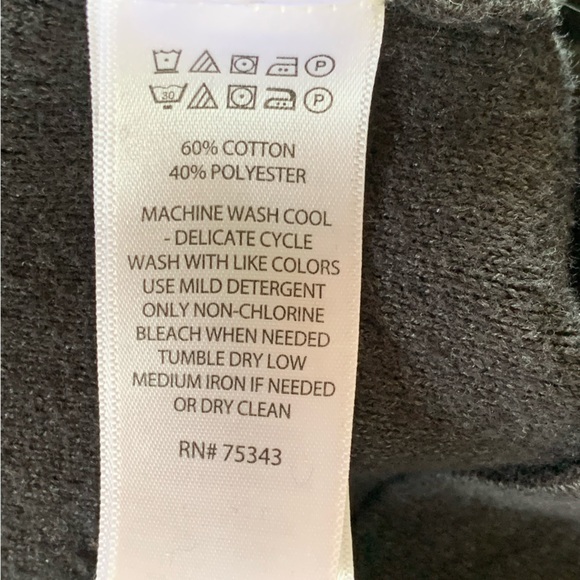 P
30 P
60% COTTON
40% POLYESTER
MACHINE WASH COOL
- DELICATE CYCLE
WASH WITH LIKE COLORS
USE MILD DETERGENT
ONLY NON-CHLORINE
BLEACH WHEN NEEDED
TUMBLE DRY LOW
MEDIUM IRON IF NEEDED
OR DRY CLEAN
RN# 75343